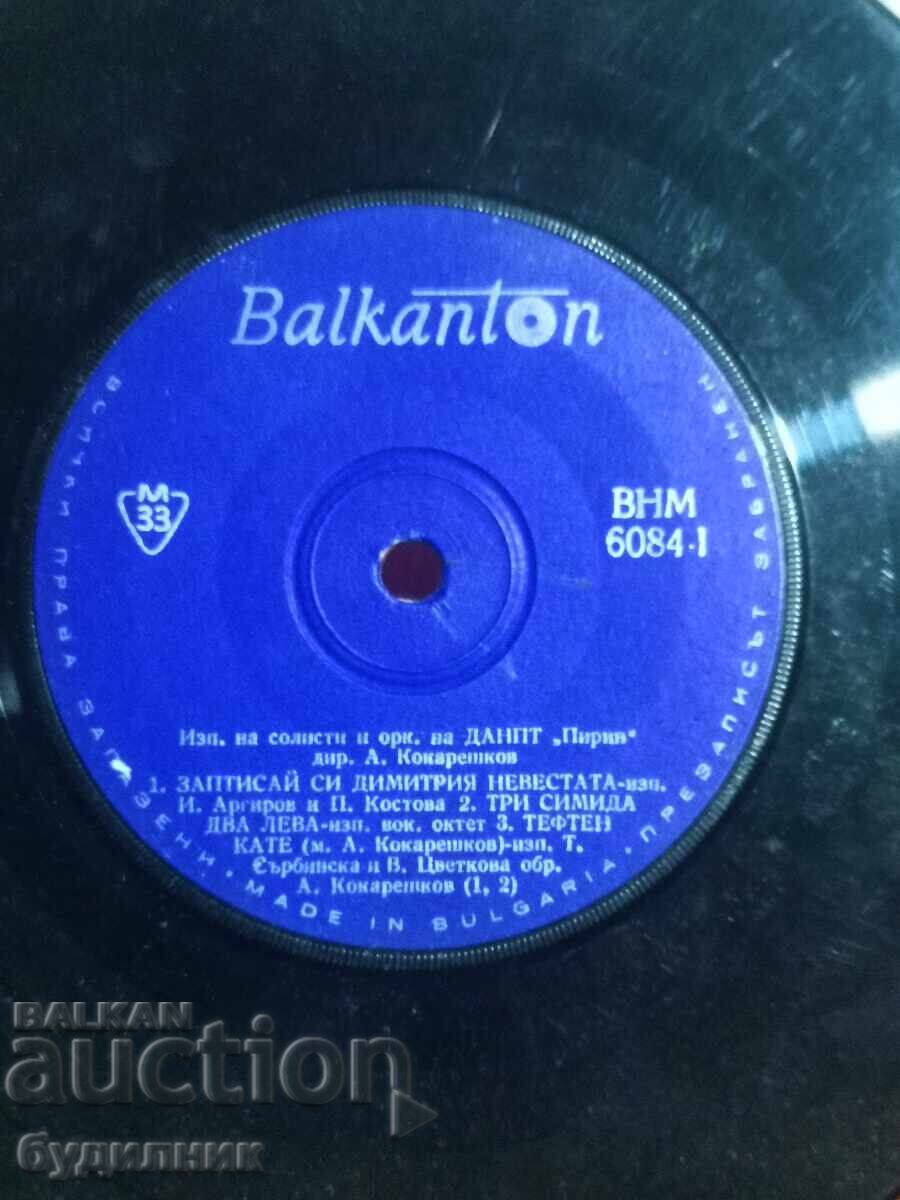 Balkanton
M
33
ВНМ
6084·I
Изп. на солисти и орк. на ДАНПТ „Пирин“
дир. А. Кокарешков
1. ЗАПТИСАЙ СИ ДИМИТРИЯ НЕВЕСТАТА-изп.
И. Аргиров и П. Костова 2. ТРИ СИМИДА
ДВА ЛЕВА-изп. вок. октет 3. ТЕФТЕН
КАТЕ (м. А. Кокарешков)-изп. Т.
Сърбинска и В. Цветкова обр.
А. Кокарешков (1, 2)
ВСИЧКИ ПРАВА ЗАПАЗЕНИ · MADE IN BULGARIA · ПРЕЗАПИСЪТ ЗАБРАНЕН
BALKAN
auction
будилник